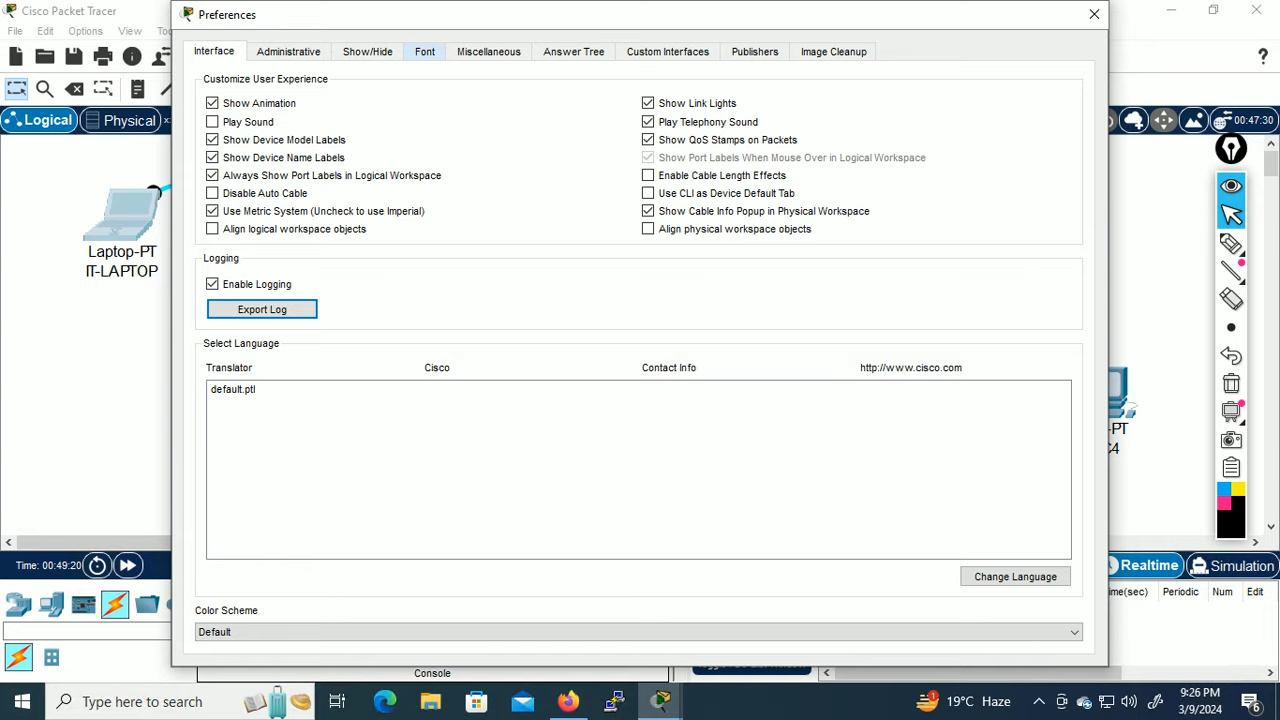 Cisco Packet Tracer
Preferences
File Edit Options View
Interface Administrative Show/Hide Font Miscellaneous Answer Tree Custom Interfaces Publishers Image Cleanup
Customize User Experience
Show Animation
Show Link Lights
Play Sound
Play Telephony Sound
Show Device Model Labels
Show QoS Stamps on Packets
Show Device Name Labels
Show Port Labels When Mouse Over in Logical Workspace
Always Show Port Labels in Logical Workspace
Enable Cable Length Effects
Disable Auto Cable
Use CLI as Device Default Tab
Use Metric System (Uncheck to use Imperial)
Show Cable Info Popup in Physical Workspace
Align logical workspace objects
Align physical workspace objects
Logical Physical
00:47:30
Laptop-PT
IT-LAPTOP
Logging
Enable Logging
Export Log
Select Language
Translator Cisco Contact Info http://www.cisco.com
default.ptl
Change Language
Color Scheme
Default
Time: 00:49:20
Realtime Simulation
Periodic Num Edit
Console
Type here to search
19°C Haze
9:26 PM
3/9/2024
6